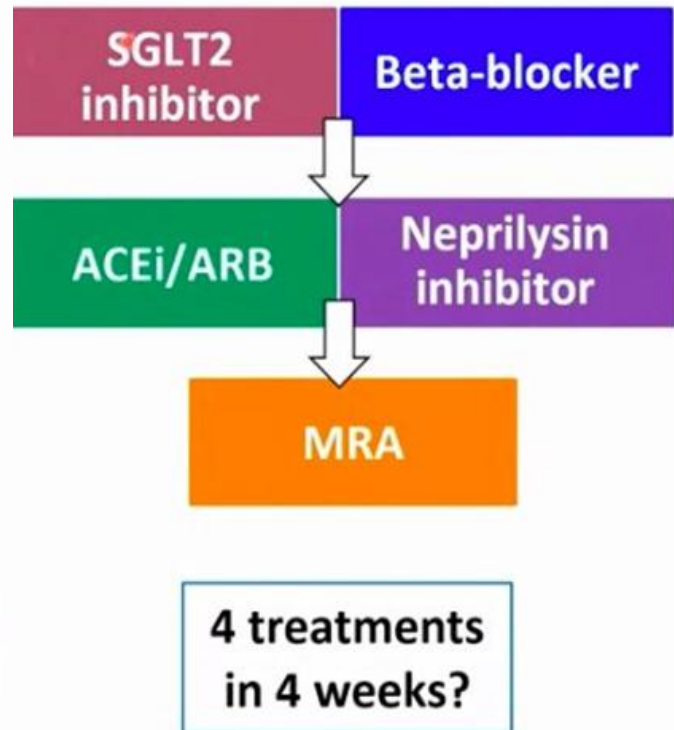 SGLT2
inhibitor
Beta-blocker
ACEi/ARB
Neprilysin
inhibitor
MRA
4 treatments
in 4 weeks?